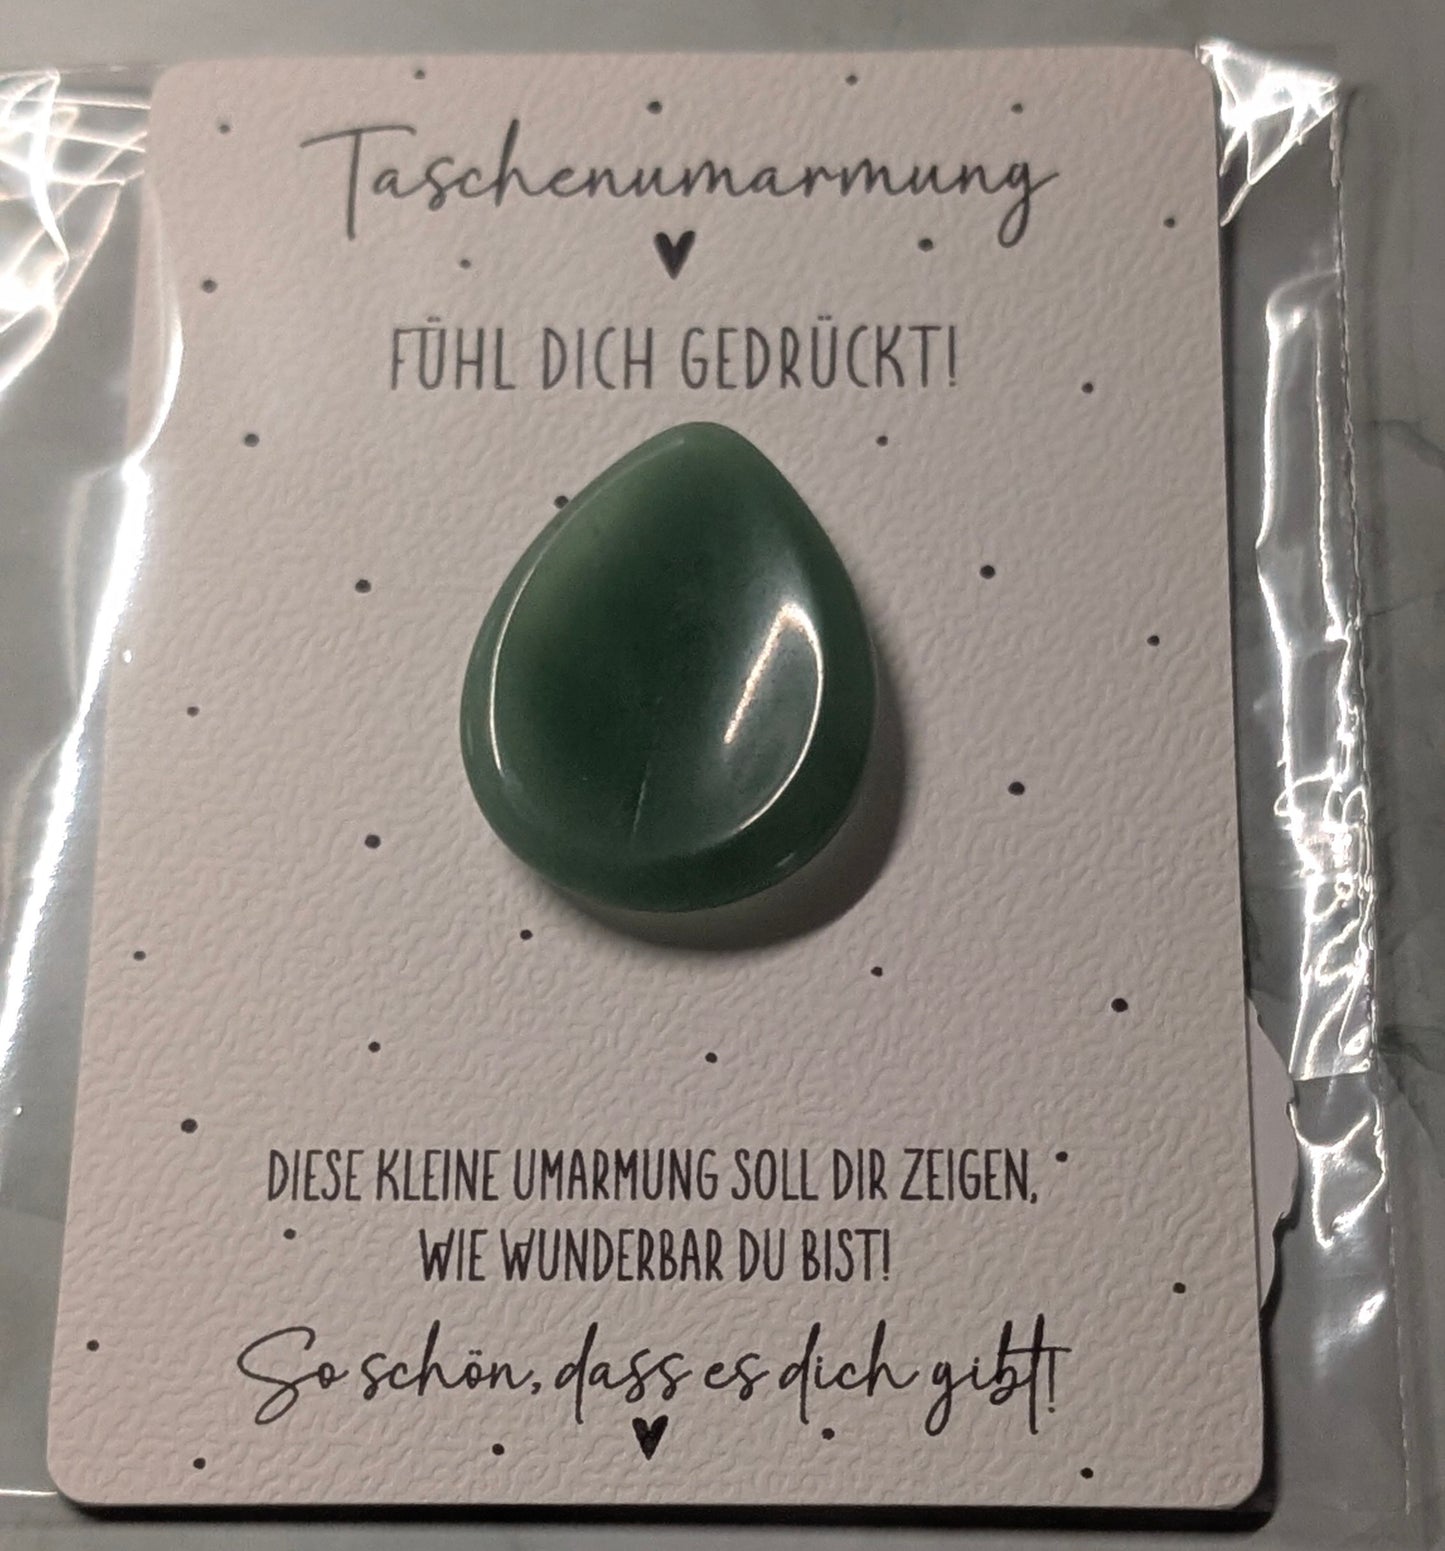 Taschenumarmung
FÜHL DICH GEDRÜCKT!
DIESE KLEINE UMARMUNG SOLL DIR ZEIGEN,
WIE WUNDERBAR DU BIST!
So schön, dass es dich gibt!